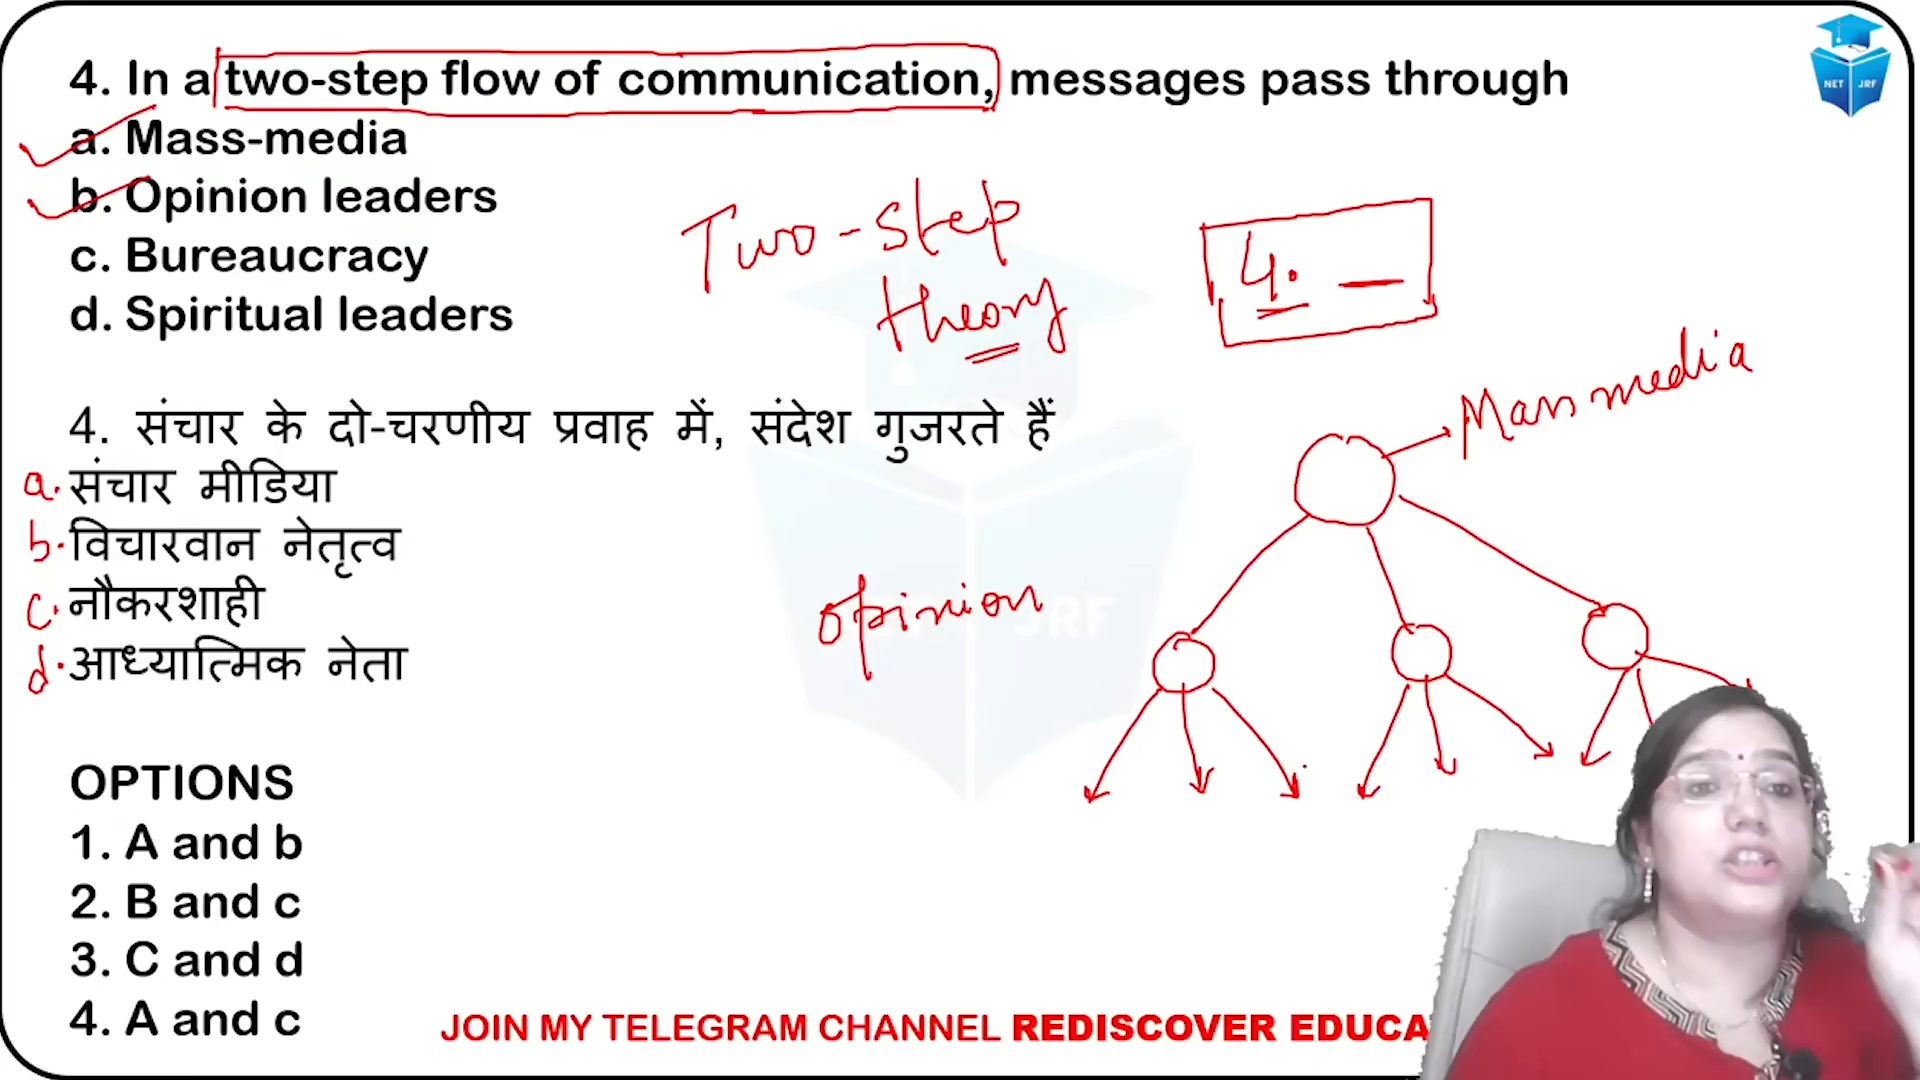 4. In a two-step flow of communication, messages pass through
a. Mass-media
b. Opinion leaders
c. Bureaucracy
d. Spiritual leaders
Two-step
theory
4. —
Mass media
4. संचार के दो-चरणीय प्रवाह में, संदेश गुजरते हैं
a. संचार मीडिया
b. विचारवान नेतृत्व
c. नौकरशाही
d. आध्यात्मिक नेता
opinion
OPTIONS
1. A and b
2. B and c
3. C and d
4. A and c
JOIN MY TELEGRAM CHANNEL REDISCOVER EDUCA
NET JRF
NET JRF